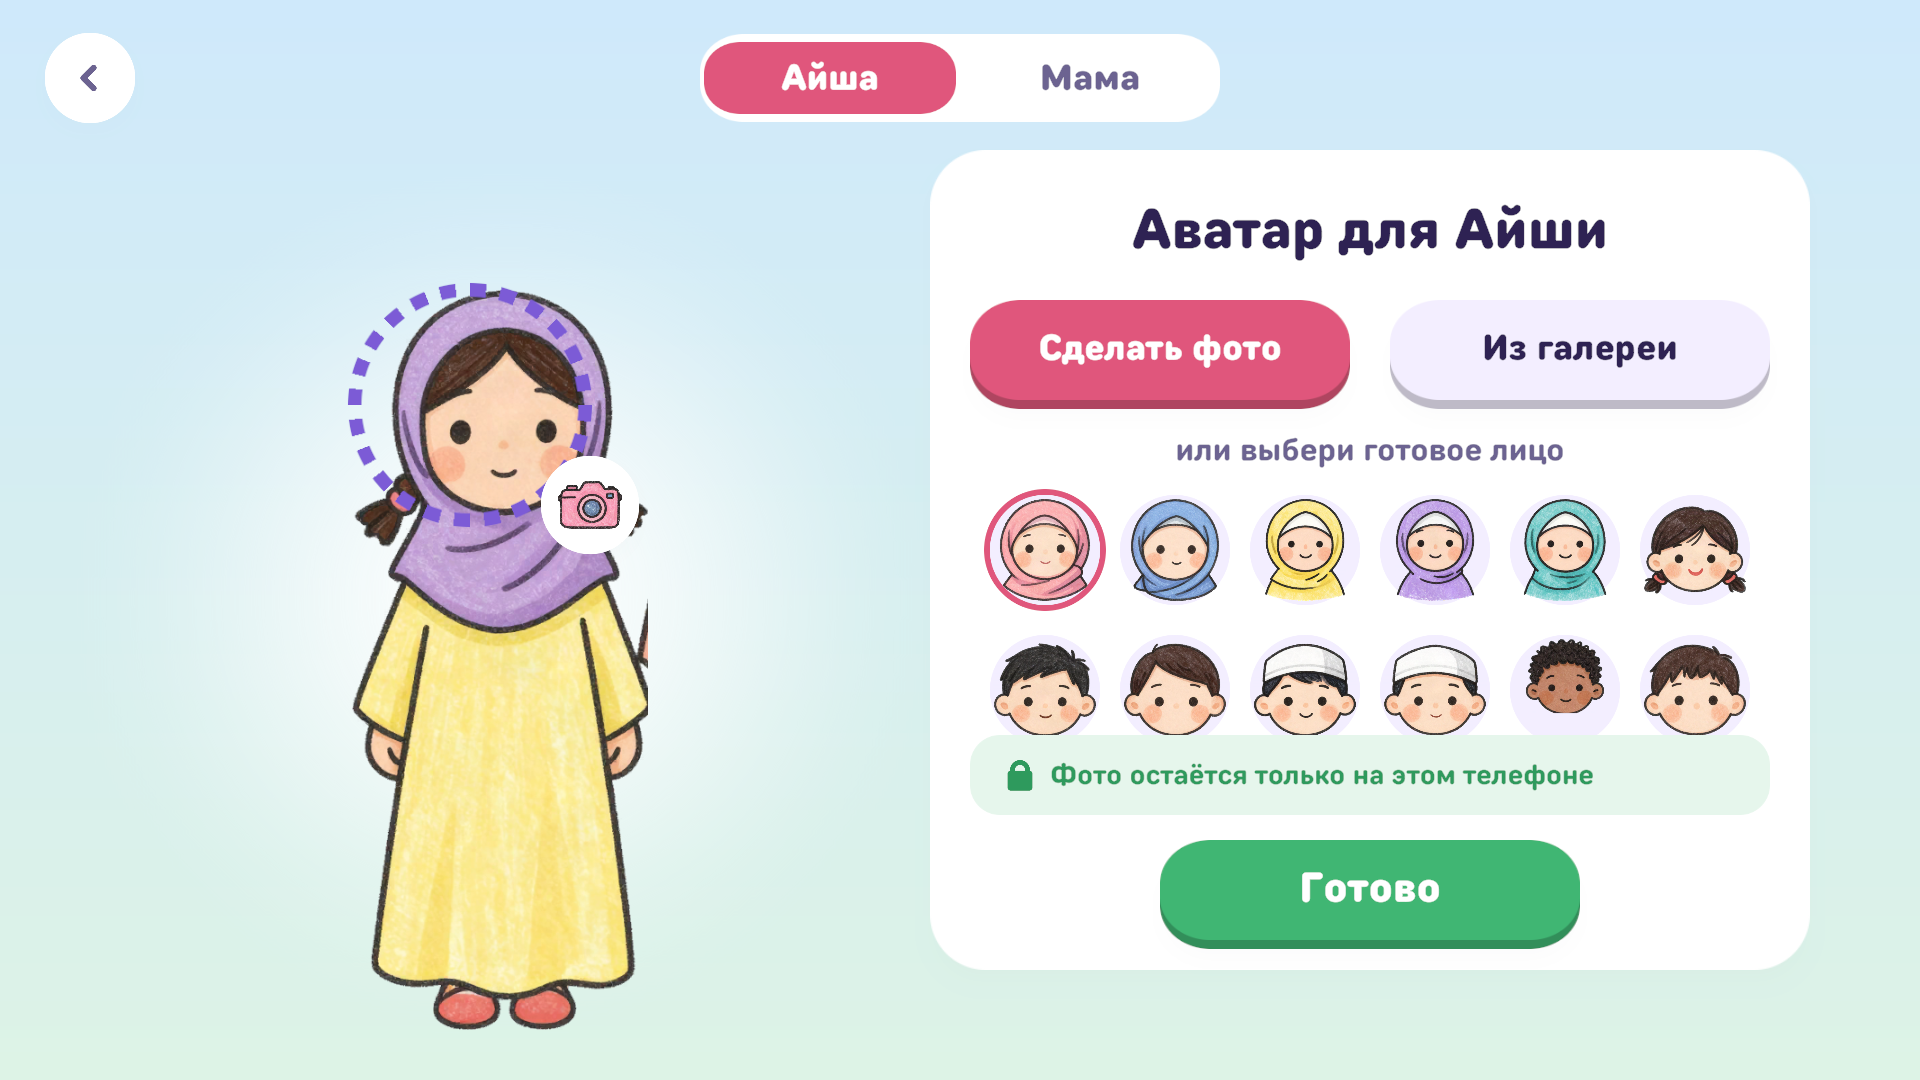 Айша
Мама
Аватар для Айши
Сделать фото
Из галереи
или выбери готовое лицо
Фото остаётся только на этом телефоне
Готово